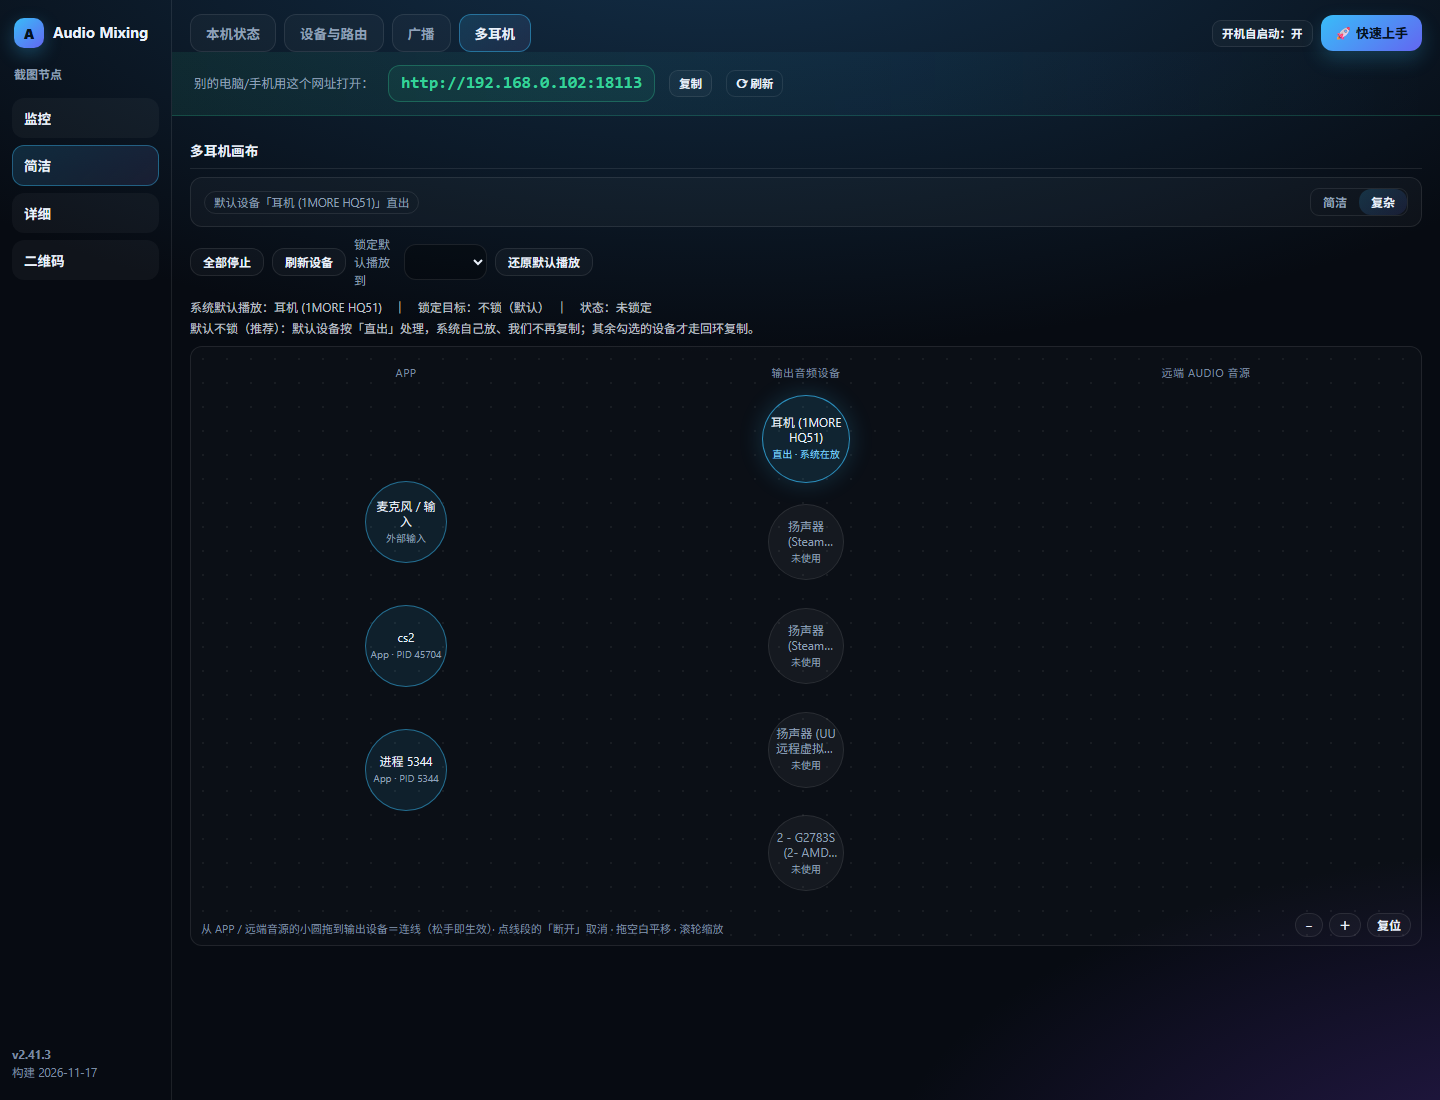 A Audio Mixing
截图节点
监控
简洁
详细
二维码
v2.41.3
构建 2026-11-17
本机状态 设备与路由 广播 多耳机
开机自启动：开 🚀 快速上手
别的电脑/手机用这个网址打开： http://192.168.0.102:18113 复制 ⟳ 刷新
多耳机画布
默认设备「耳机 (1MORE HQ51)」直出
简洁 复杂
全部停止 刷新设备
锁定默
认播放
到
还原默认播放
系统默认播放：耳机 (1MORE HQ51) | 锁定目标：不锁（默认） | 状态：未锁定
默认不锁（推荐）：默认设备按「直出」处理，系统自己放、我们不再复制；其余勾选的设备才走回环复制。
APP
麦克风 / 输
入
外部输入
cs2
App · PID 45704
进程 5344
App · PID 5344
输出音频设备
耳机 (1MORE
HQ51)
直出 · 系统在放
扬声器
(Steam...
未使用
扬声器
(Steam...
未使用
扬声器 (UU
远程虚拟...
未使用
2 - G2783S
(2- AMD...
未使用
远端 AUDIO 音源
从 APP / 远端音源的小圆拖到输出设备＝连线（松手即生效）· 点线段的「断开」取消 · 拖空白平移 · 滚轮缩放
− + 复位